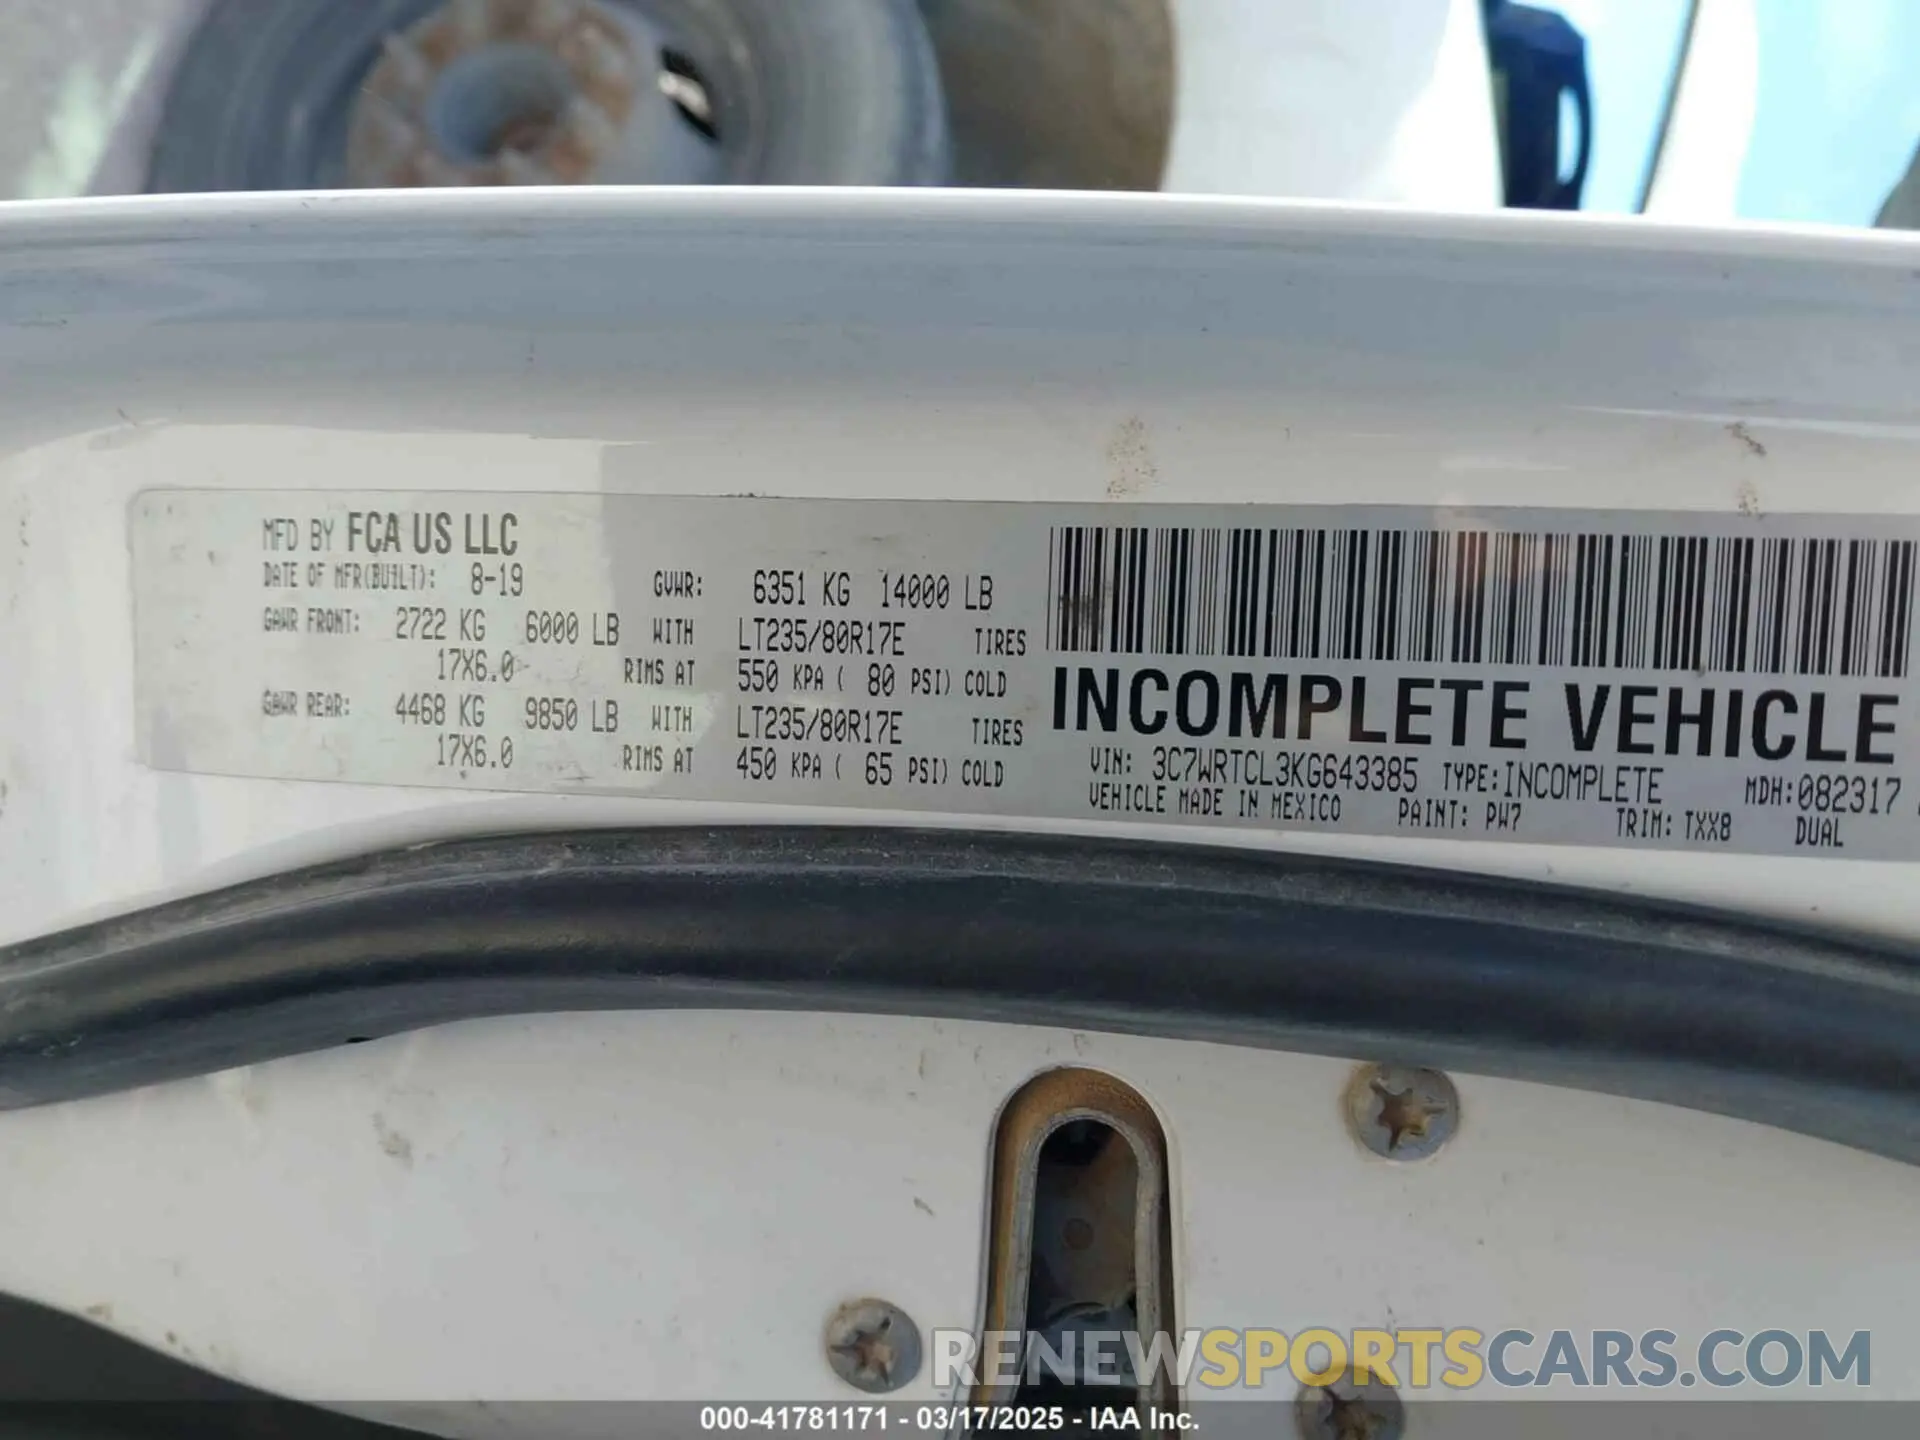 MFD BY FCA US LLC
DATE OF MFR(BUILT): 8-19 GVWR: 6351 KG 14000 LB
GAWR FRONT: 2722 KG 6000 LB WITH LT235/80R17E TIRES
17X6.0 RIMS AT 550 KPA ( 80 PSI) COLD
GAWR REAR: 4468 KG 9850 LB WITH LT235/80R17E TIRES
17X6.0 RIMS AT 450 KPA ( 65 PSI) COLD
INCOMPLETE VEHICLE
VIN: 3C7WRTCL3KG643385 TYPE:INCOMPLETE MDH:082317
VEHICLE MADE IN MEXICO PAINT: PW7 TRIM: TXX8 DUAL
RENEWSPORTSCARS.COM
000-41781171 - 03/17/2025 - IAA Inc.